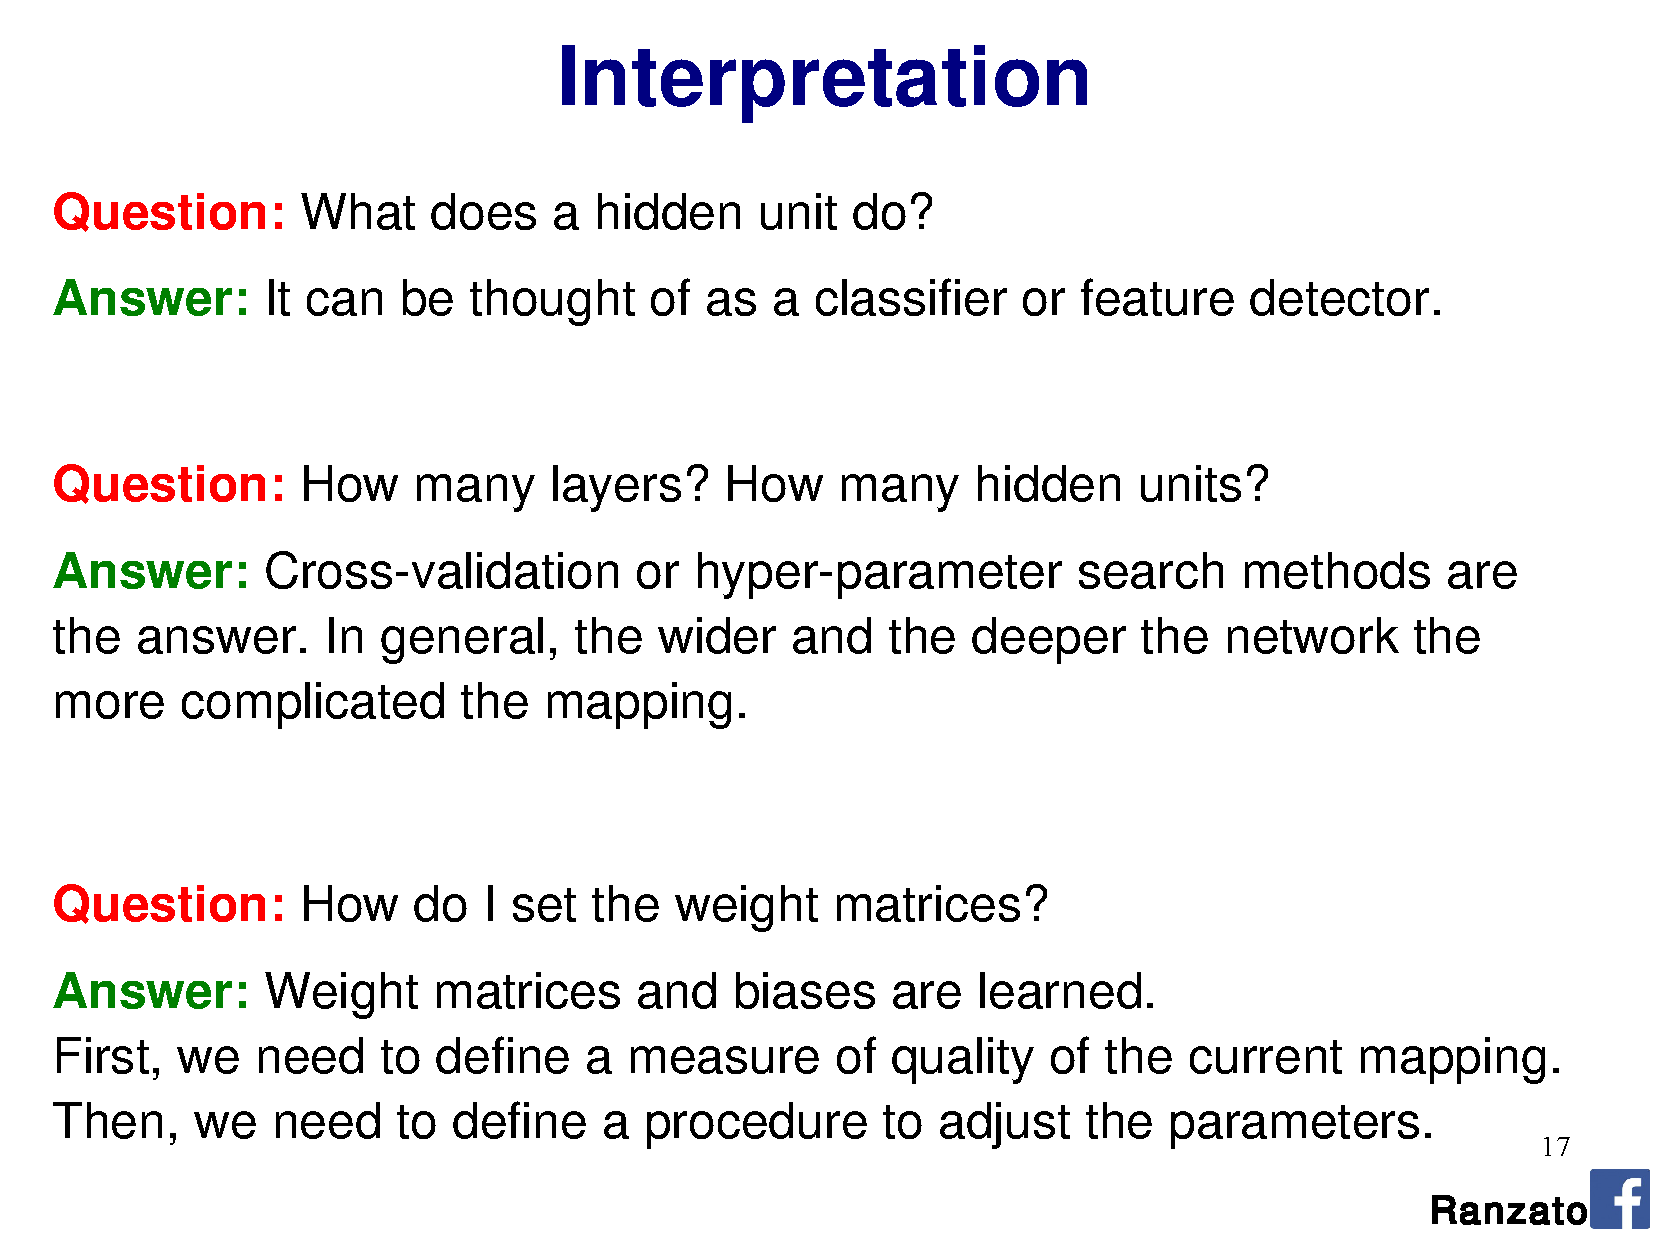 Interpretation
Question: What does a hidden unit do?
Answer: It can be thought of as a classifier or feature detector.
Question: How many layers? How many hidden units?
Answer: Cross-validation or hyper-parameter search methods are
the answer. In general, the wider and the deeper the network the
more complicated the mapping.
Question: How do I set the weight matrices?
Answer: Weight matrices and biases are learned.
First, we need to define a measure of quality of the current mapping.
Then, we need to define a procedure to adjust the parameters.
17
Ranzato f